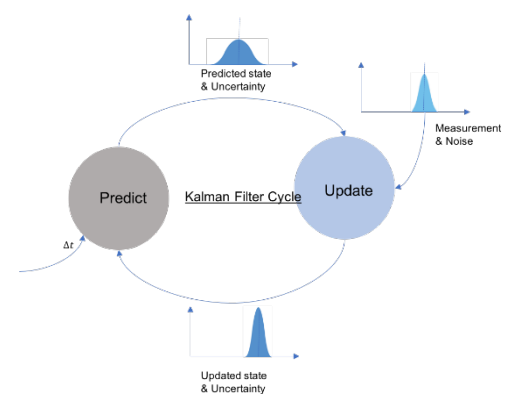 Predicted state
& Uncertainty
Measurement
& Noise
Predict
Kalman Filter Cycle
Update
Δt
Updated state
& Uncertainty